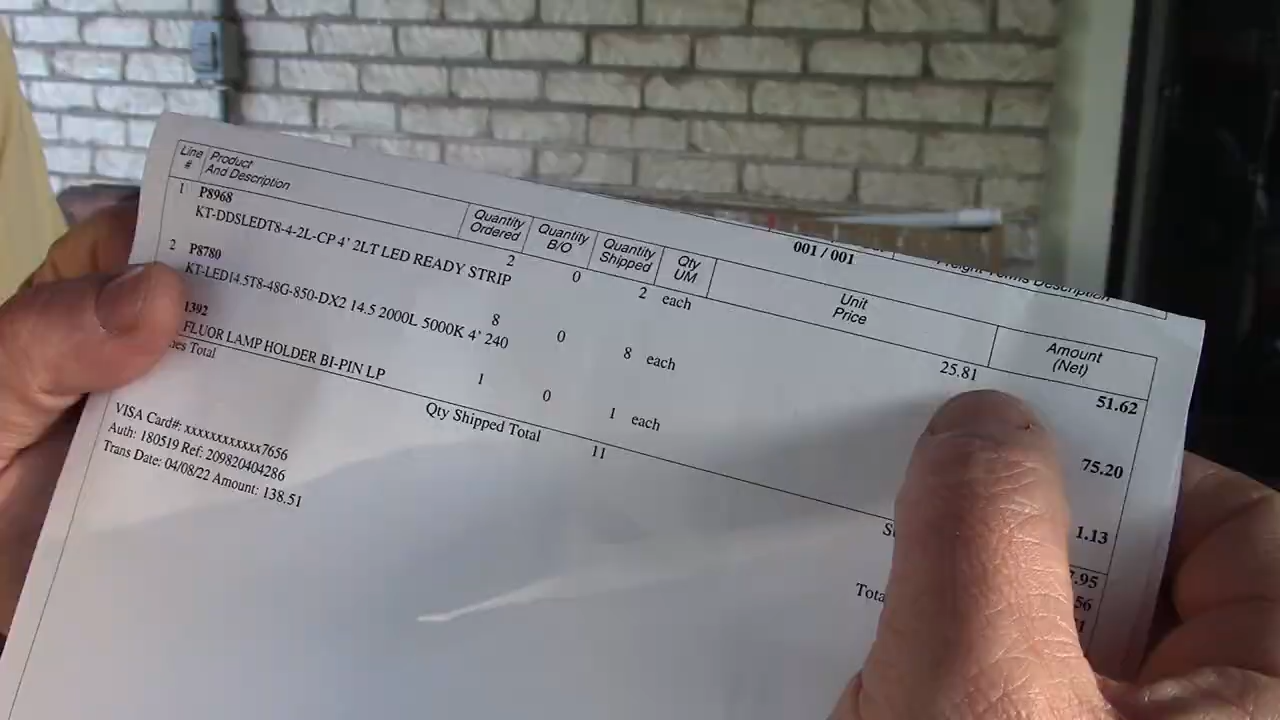 001 / 001
Freight Terms Description
Line # Product And Description Quantity Ordered Quantity B/O Quantity Shipped Qty UM Unit Price Amount (Net)
1 P8968 2 0 2 each 25.81 51.62
KT-DDSLEDT8-4-2L-CP 4' 2LT LED READY STRIP
2 P8780 8 0 8 each 75.20
KT-LED14.5T8-48G-850-DX2 14.5 2000L 5000K 4' 240
1392 1 0 1 each 1.13
FLUOR LAMP HOLDER BI-PIN LP
Total Qty Shipped Total 11
VISA Card#: xxxxxxxxxxxx7656
Auth: 180519 Ref: 209820404286
Trans Date: 04/08/22 Amount: 138.51